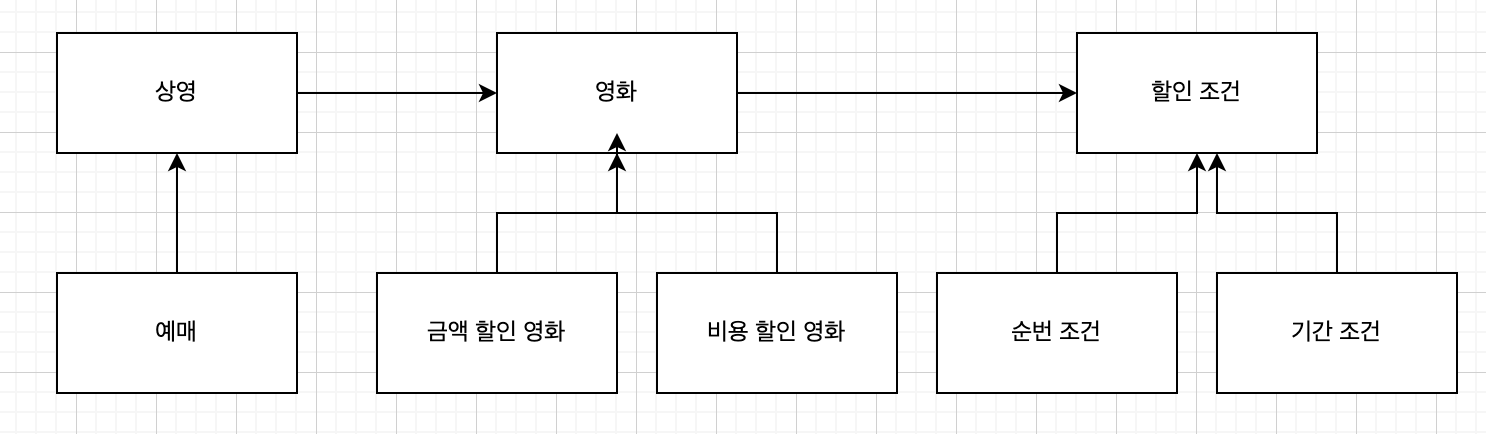 상영
영화
할인 조건
예매
금액 할인 영화
비용 할인 영화
순번 조건
기간 조건